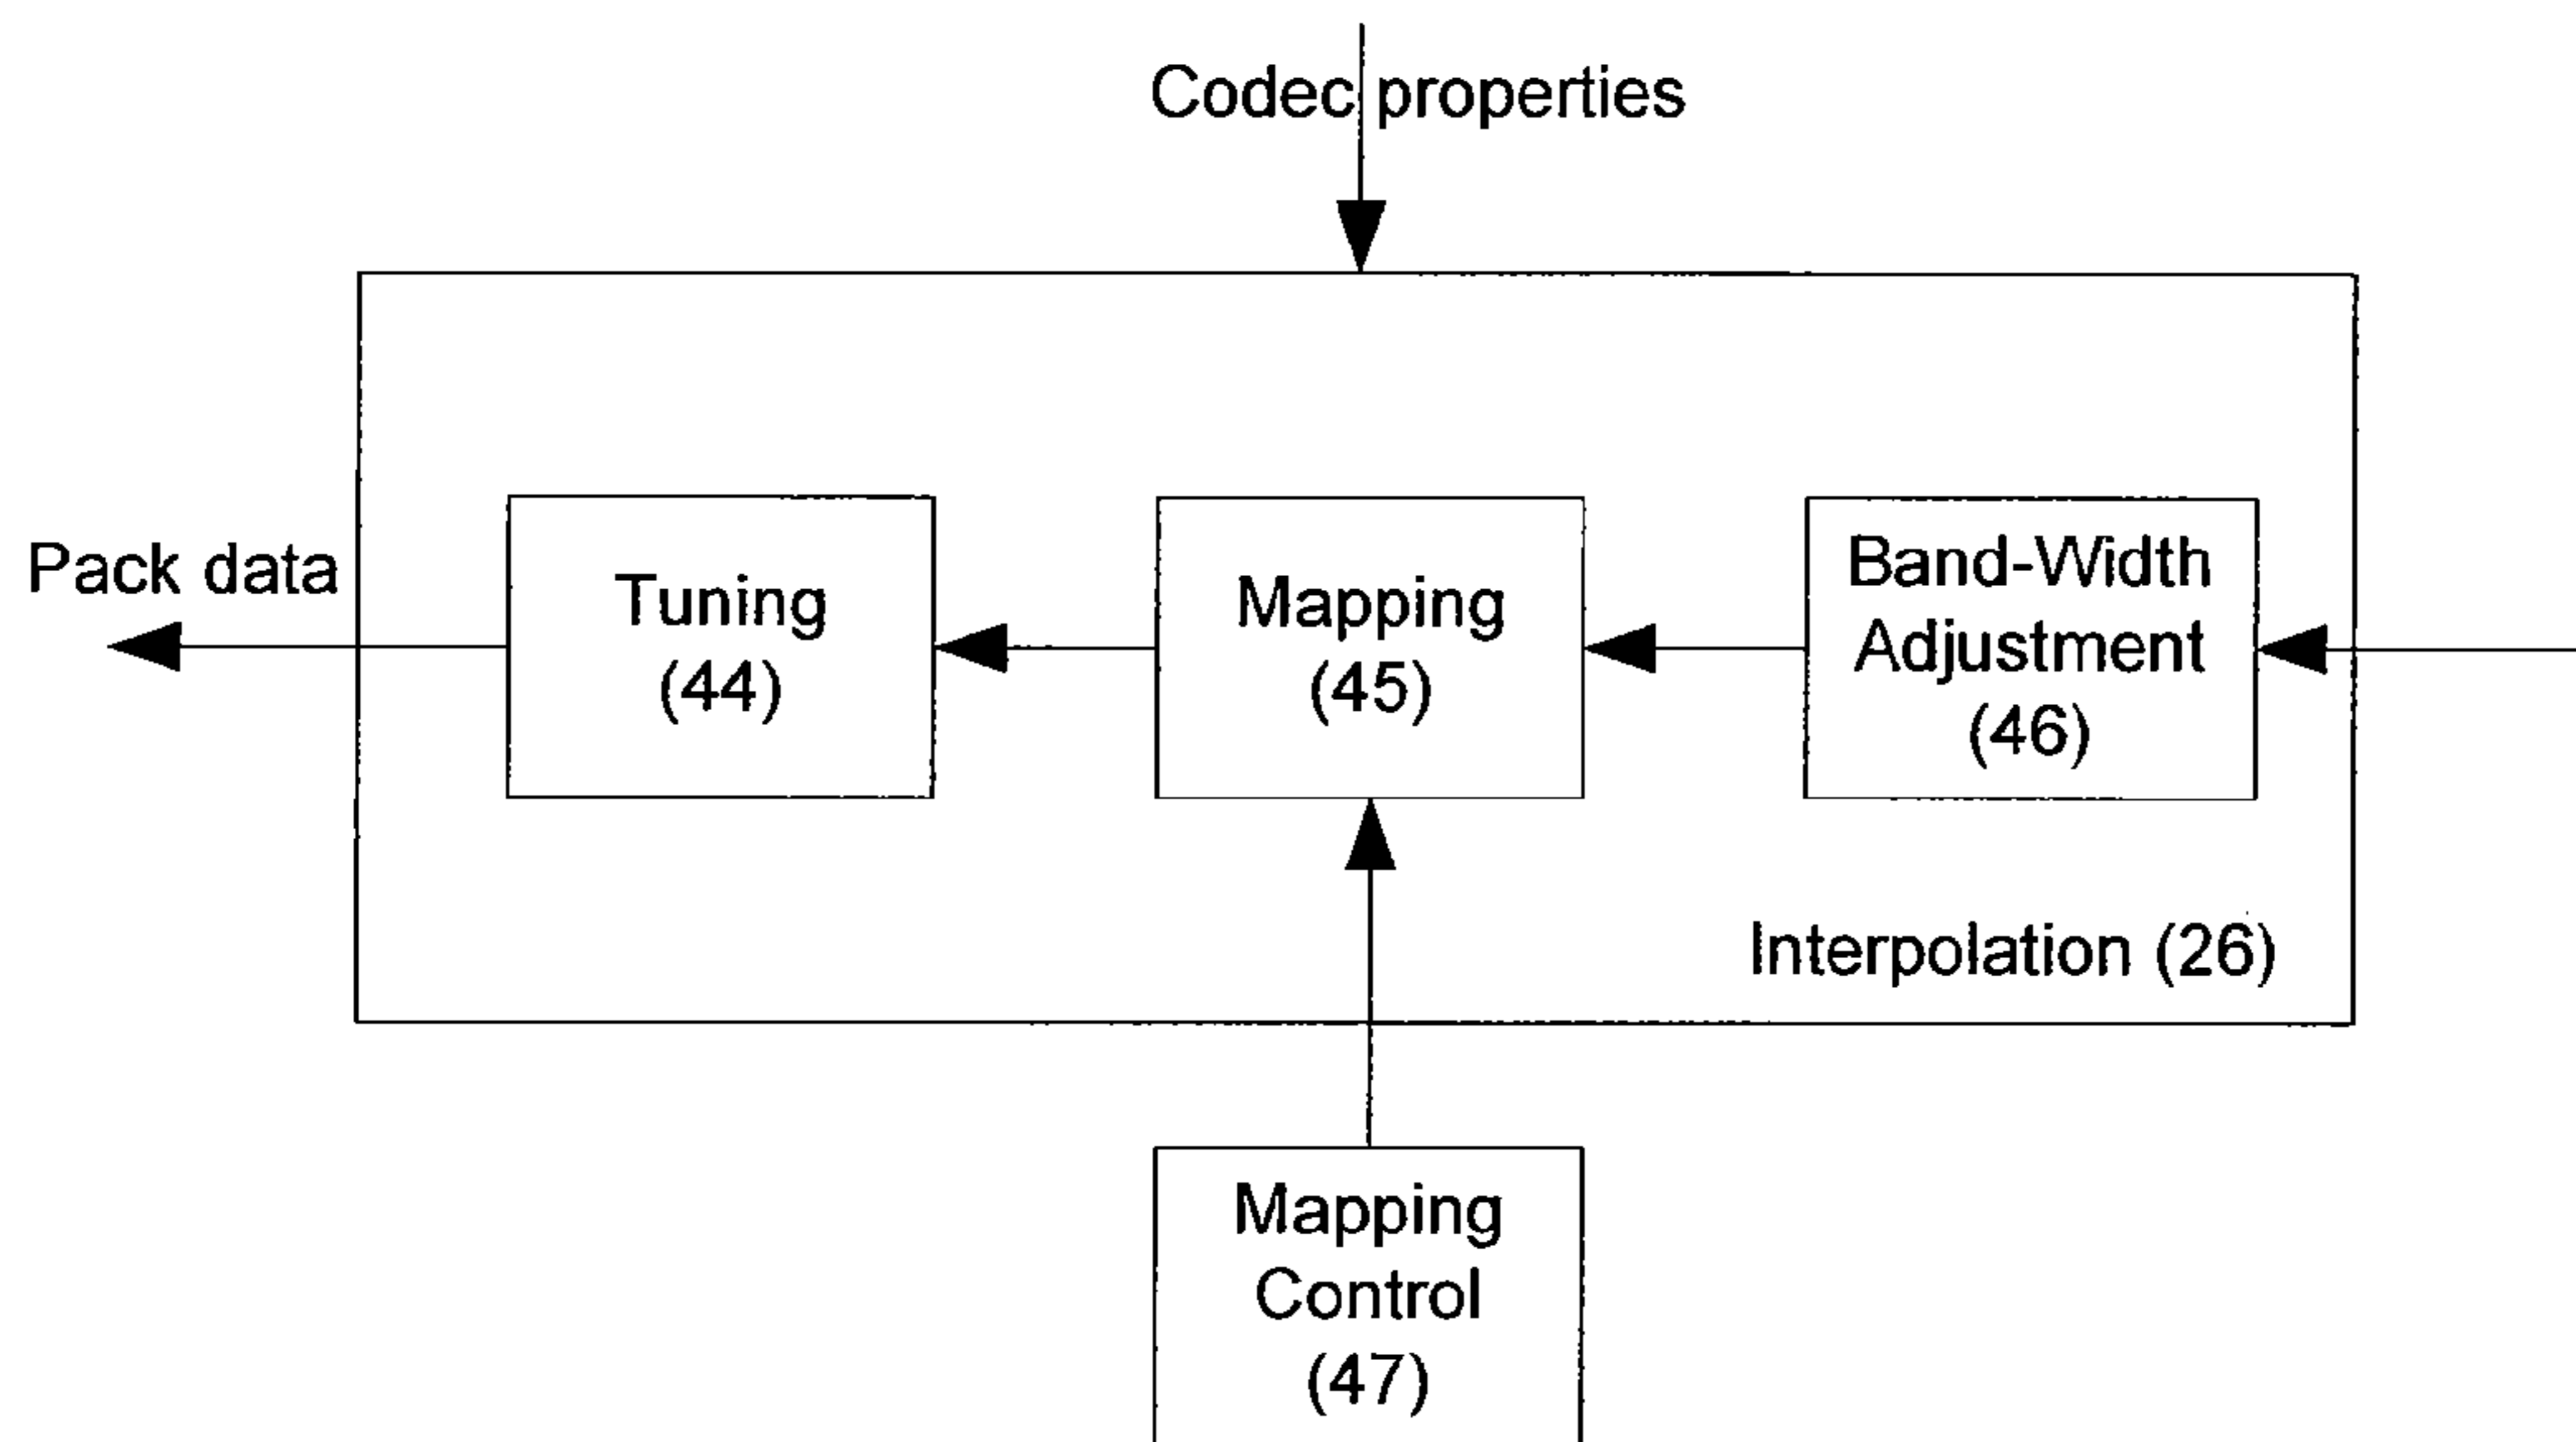 Codec properties
Pack data
Tuning
(44)
Mapping
(45)
Band-Width
Adjustment
(46)
Interpolation (26)
Mapping
Control
(47)